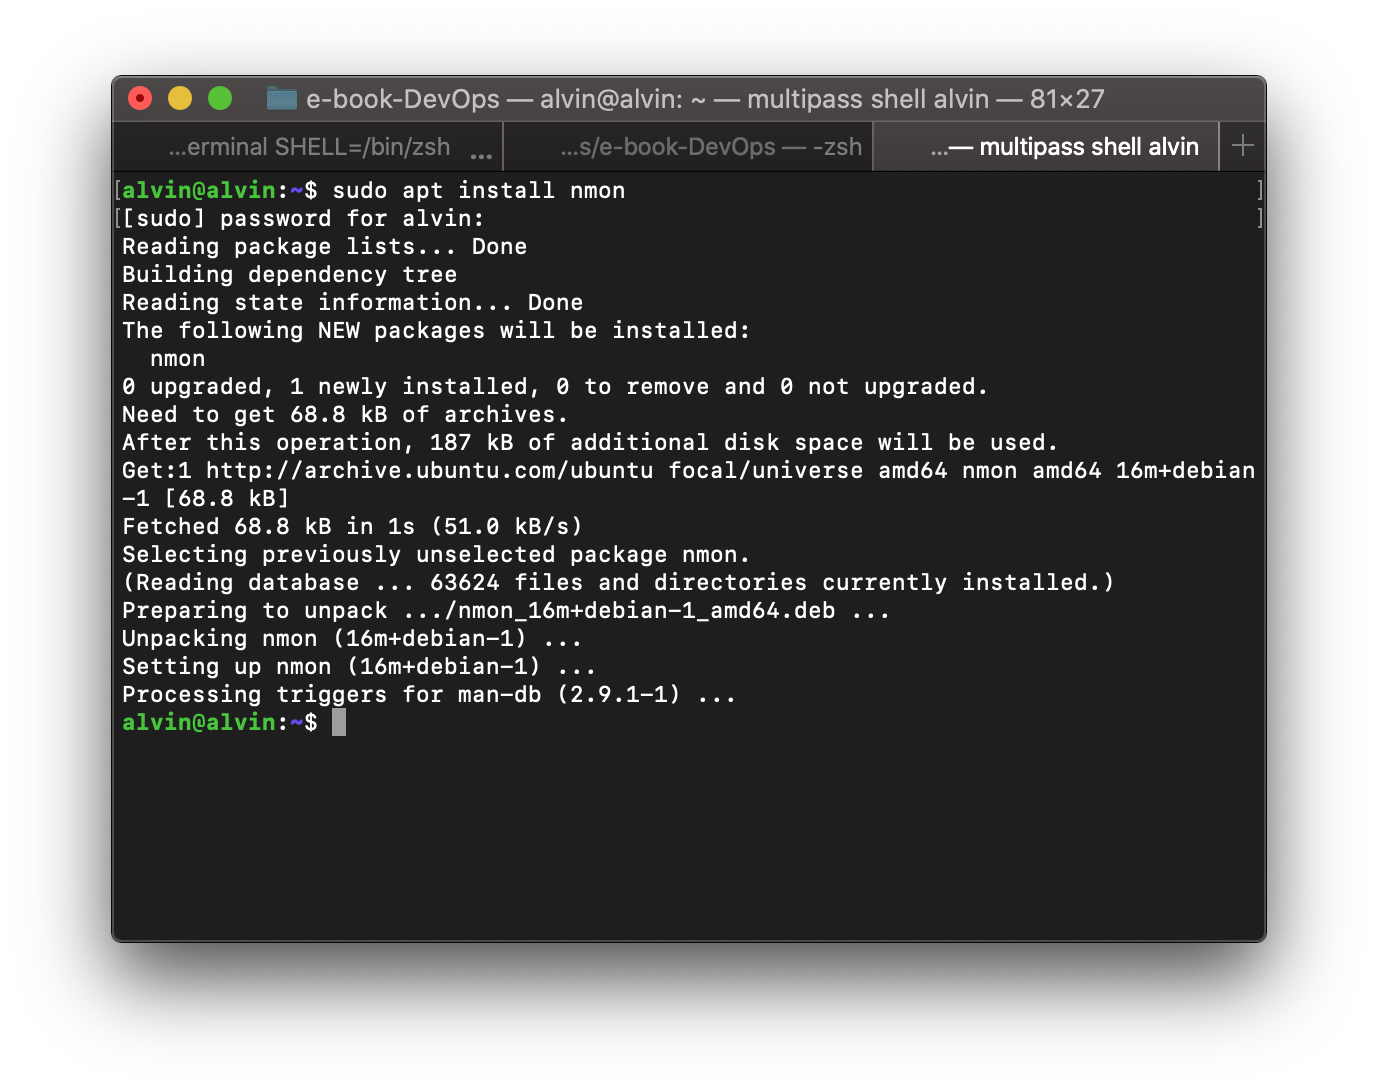 e-book-DevOps — alvin@alvin: ~ — multipass shell alvin — 81×27
...erminal SHELL=/bin/zsh ...
...s/e-book-DevOps — -zsh
...— multipass shell alvin
+
[alvin@alvin:~$ sudo apt install nmon ]
[[sudo] password for alvin: ]
Reading package lists... Done
Building dependency tree
Reading state information... Done
The following NEW packages will be installed:
  nmon
0 upgraded, 1 newly installed, 0 to remove and 0 not upgraded.
Need to get 68.8 kB of archives.
After this operation, 187 kB of additional disk space will be used.
Get:1 http://archive.ubuntu.com/ubuntu focal/universe amd64 nmon amd64 16m+debian
-1 [68.8 kB]
Fetched 68.8 kB in 1s (51.0 kB/s)
Selecting previously unselected package nmon.
(Reading database ... 63624 files and directories currently installed.)
Preparing to unpack .../nmon_16m+debian-1_amd64.deb ...
Unpacking nmon (16m+debian-1) ...
Setting up nmon (16m+debian-1) ...
Processing triggers for man-db (2.9.1-1) ...
alvin@alvin:~$